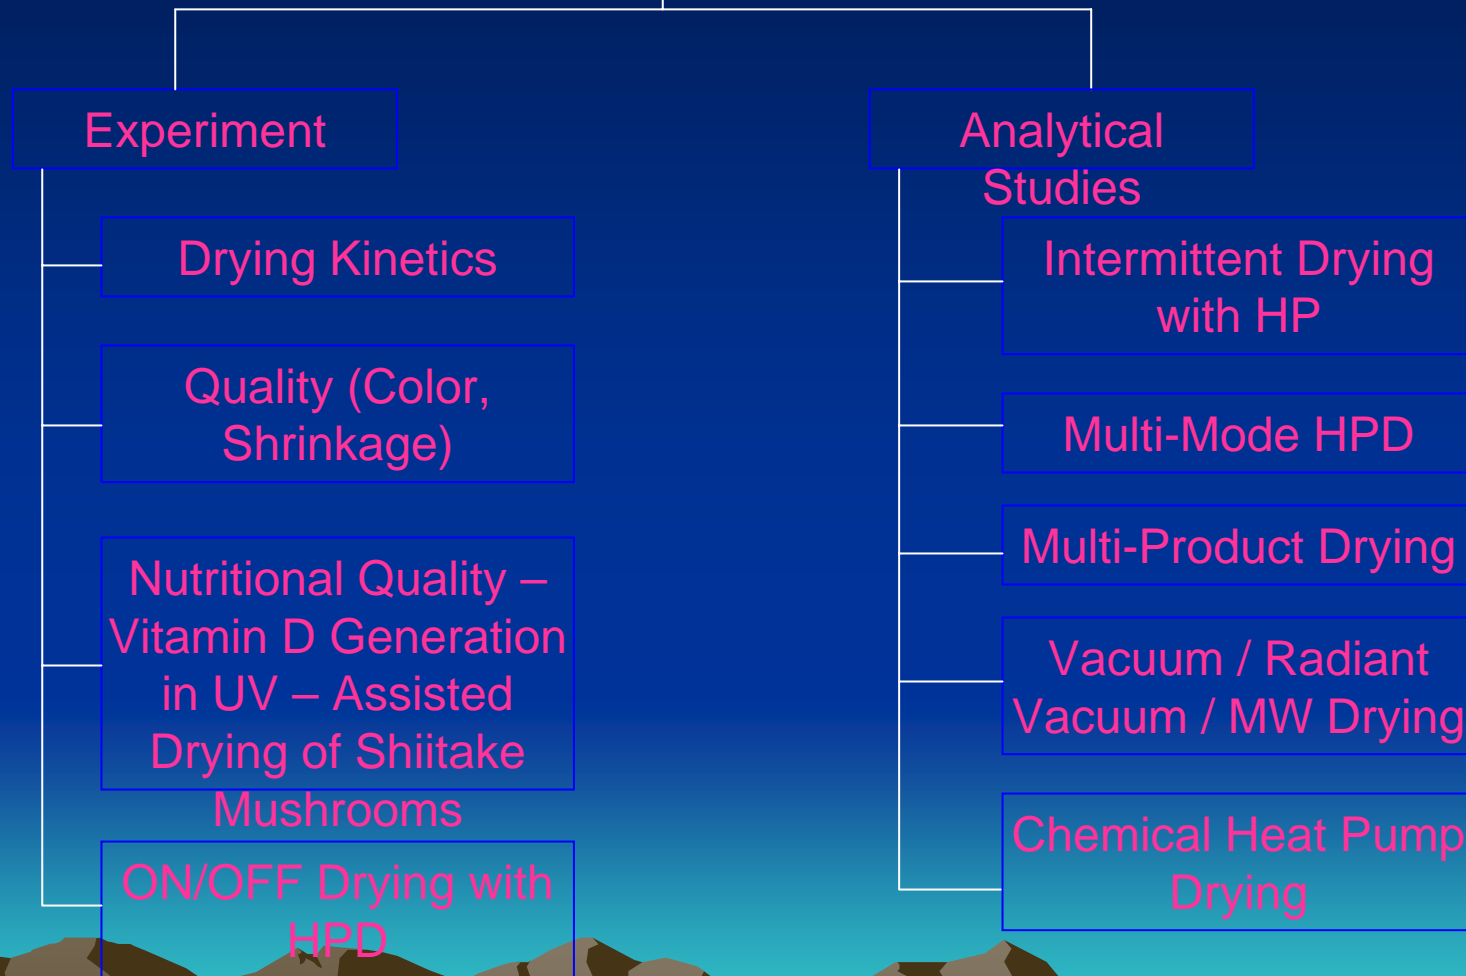 Experiment
Drying Kinetics
Quality (Color,
Shrinkage)
Nutritional Quality –
Vitamin D Generation
in UV – Assisted
Drying of Shiitake
Mushrooms
ON/OFF Drying with
HPD
Analytical
Studies
Intermittent Drying
with HP
Multi-Mode HPD
Multi-Product Drying
Vacuum / Radiant
Vacuum / MW Drying
Chemical Heat Pump
Drying